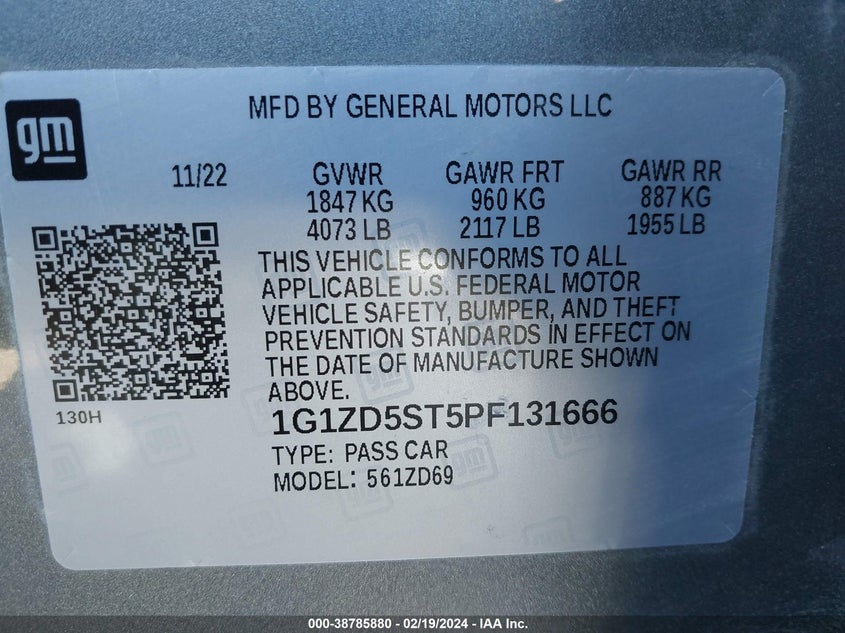 MFD BY GENERAL MOTORS LLC
gm
11/22 GVWR GAWR FRT GAWR RR
1847 KG 960 KG 887 KG
4073 LB 2117 LB 1955 LB
THIS VEHICLE CONFORMS TO ALL
APPLICABLE U.S. FEDERAL MOTOR
VEHICLE SAFETY, BUMPER, AND THEFT
PREVENTION STANDARDS IN EFFECT ON
THE DATE OF MANUFACTURE SHOWN
ABOVE.
130H
1G1ZD5ST5PF131666
TYPE: PASS CAR
MODEL: 561ZD69
000-38785880 - 02/19/2024 - IAA Inc.